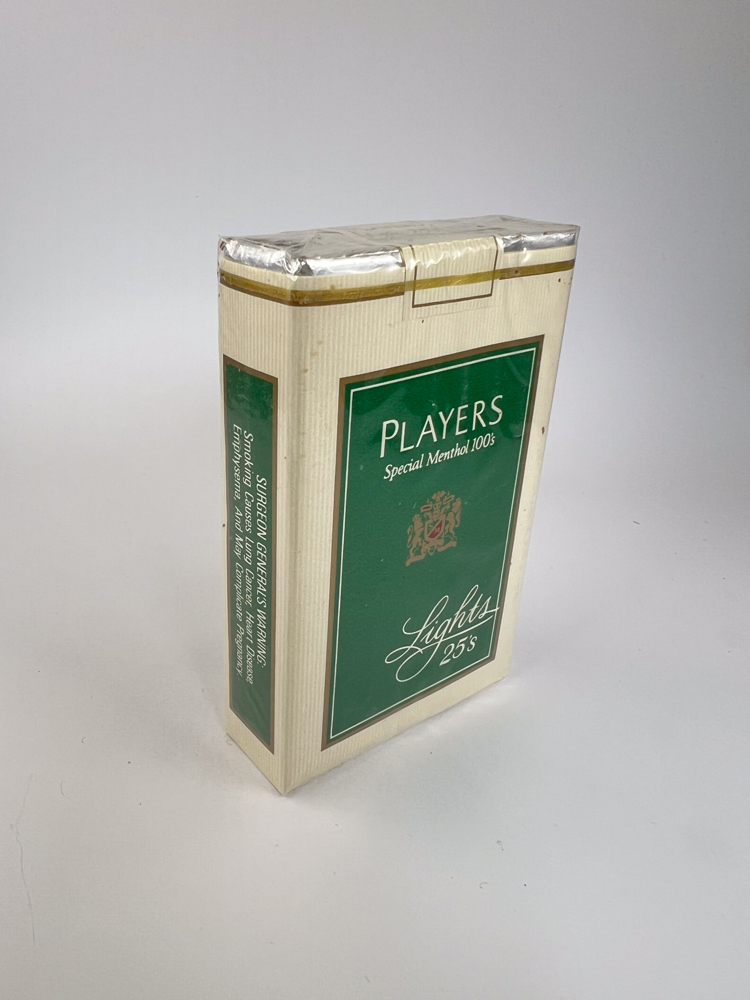 PLAYERS
Special Menthol 100's
Lights
25's
SURGEON GENERAL'S WARNING:
Smoking Causes Lung Cancer, Heart Disease,
Emphysema, And May Complicate Pregnancy.